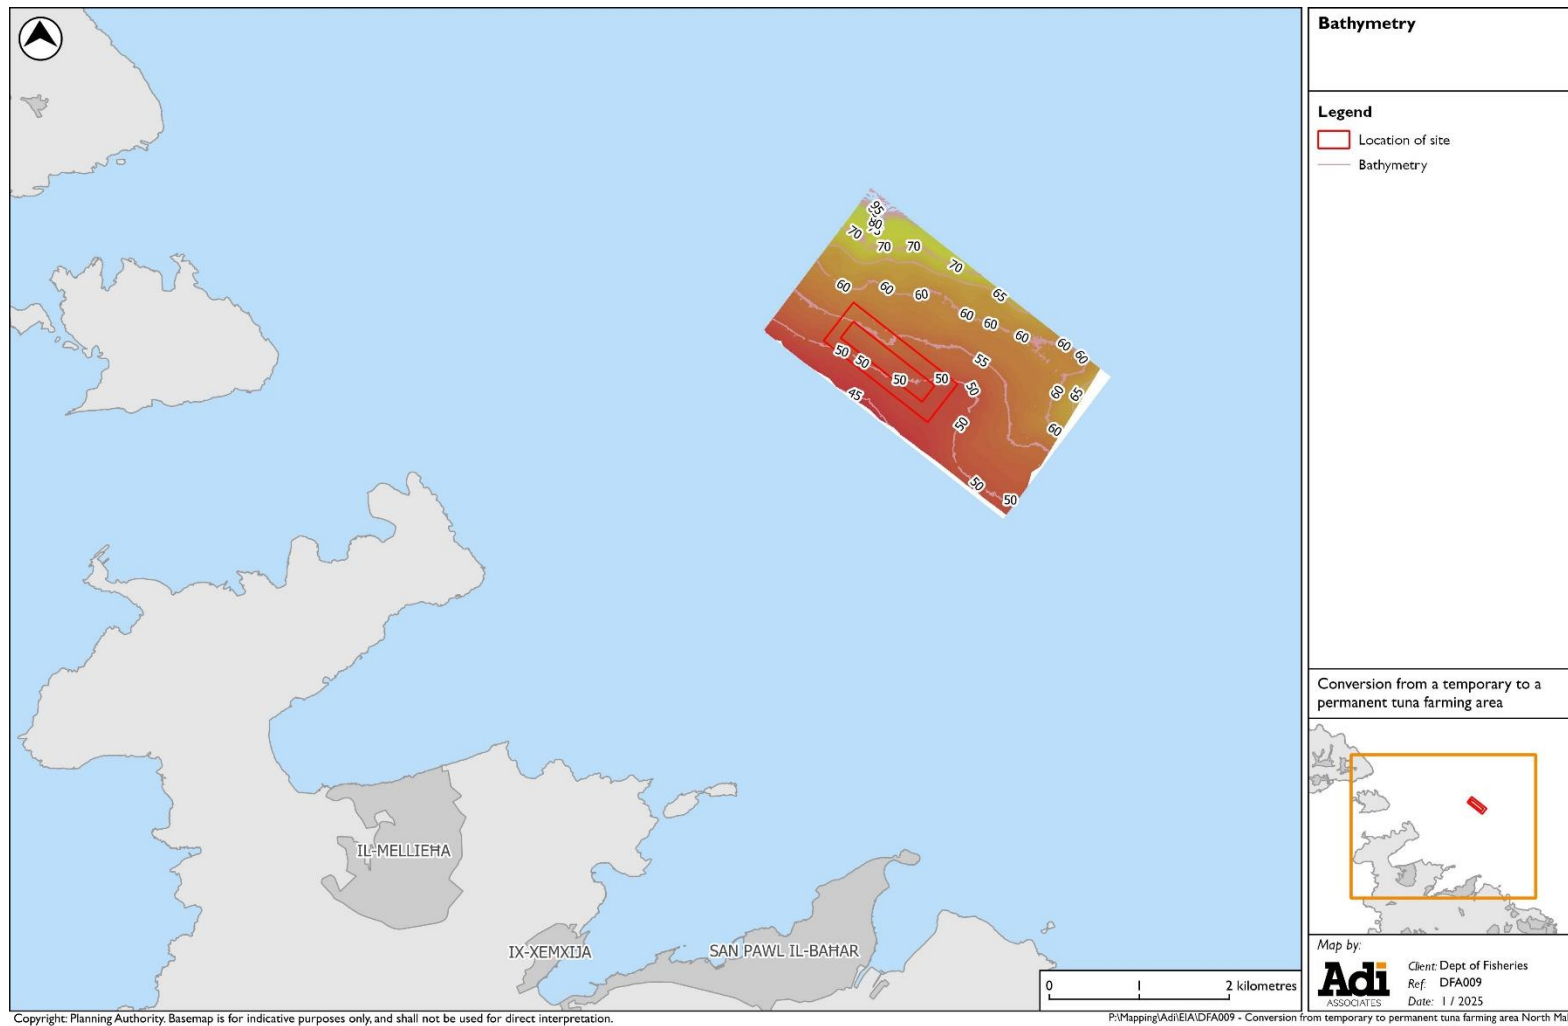 Bathymetry
Legend
Location of site
Bathymetry
95
80
70
70
70
70
65
60
60
60
60
60
60
60
60
55
50
50
50
50
50
45
50
60
65
60
50
50
IL-MELLIEĦA
IX-XEMXIJA
SAN PAWL IL-BAĦAR
0 1 2 kilometres
Conversion from a temporary to a
permanent tuna farming area
Map by:
Adi
ASSOCIATES
Client: Dept of Fisheries
Ref: DFA009
Date: 1 / 2025
Copyright: Planning Authority. Basemap is for indicative purposes only, and shall not be used for direct interpretation.
P:\Mapping\Adi\EIA\DFA009 - Conversion from temporary to permanent tuna farming area North Mal